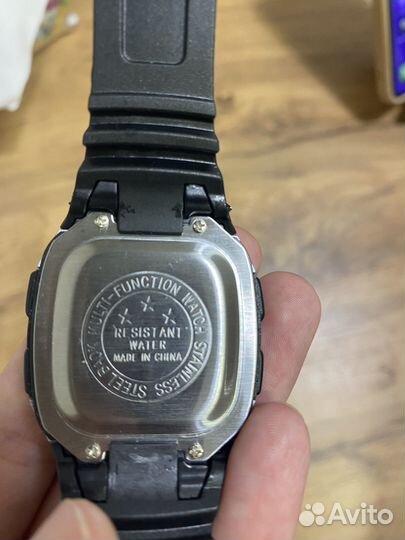 MULTI-FUNCTION WATCH STAINLESS STEEL BACK
RESISTANT
WATER
MADE IN CHINA
Avito